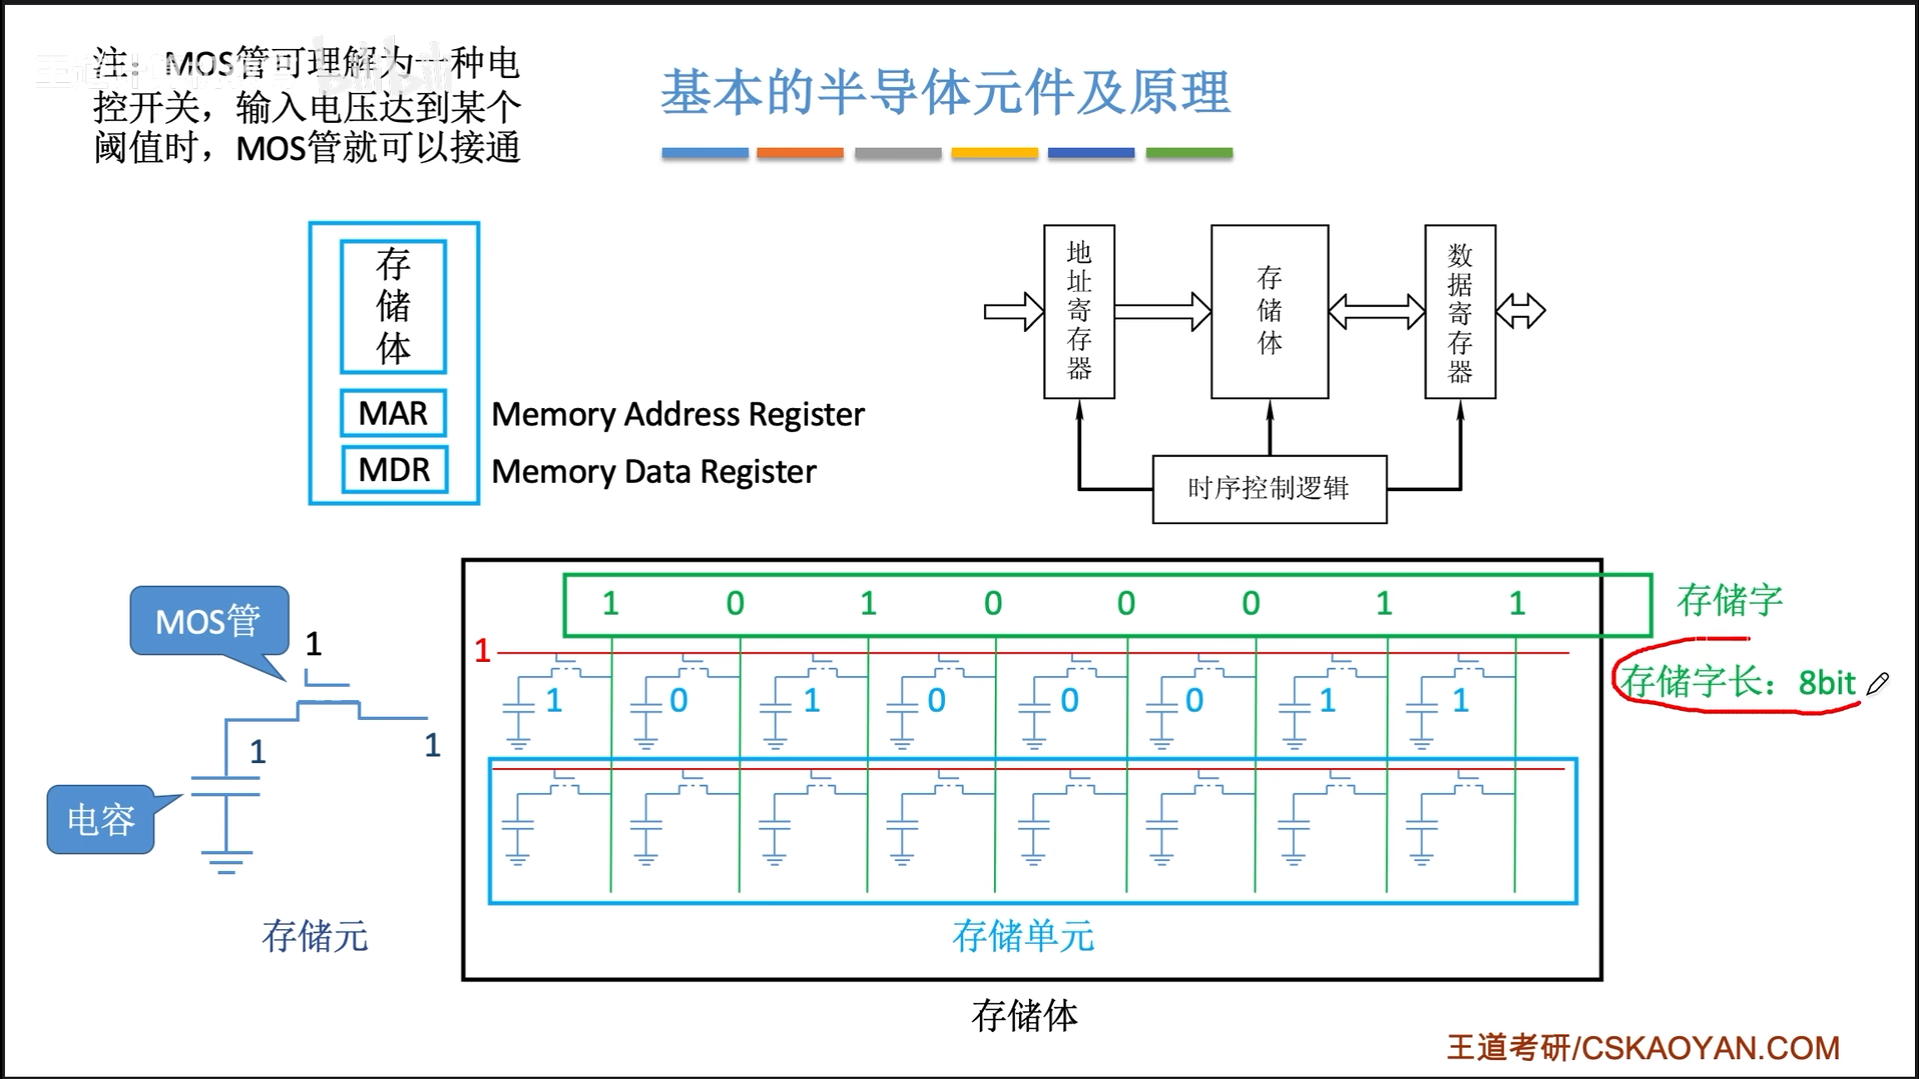 注：MOS管可理解为一种电
控开关，输入电压达到某个
阈值时，MOS管就可以接通
基本的半导体元件及原理
存储体
MAR
Memory Address Register
MDR
Memory Data Register
地址寄存器
存储体
数据寄存器
时序控制逻辑
MOS管
1
1
1
电容
存储元
1 0 1 0 0 0 1 1
存储字
1
存储字长：8bit
1 0 1 0 0 0 1 1
存储单元
存储体
王道考研/CSKAOYAN.COM